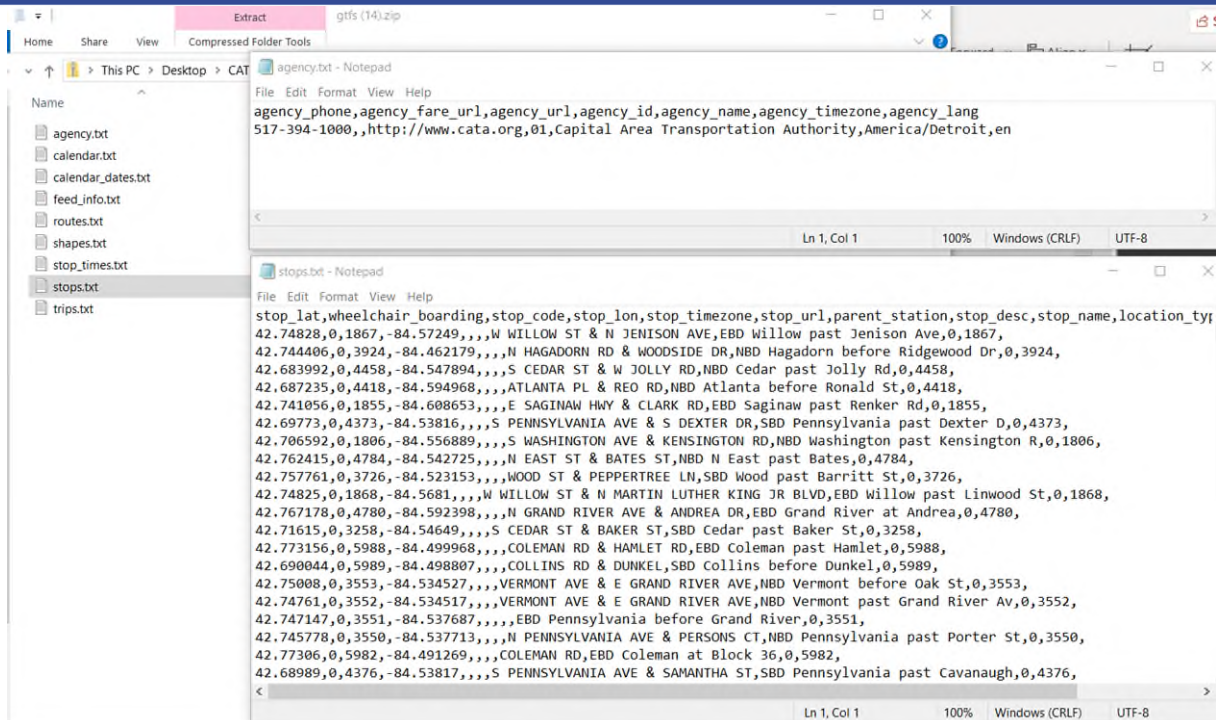 Extract
gtfs (14).zip
Home Share View Compressed Folder Tools
This PC > Desktop > CAT
Name
agency.txt
calendar.txt
calendar_dates.txt
feed_info.txt
routes.txt
shapes.txt
stop_times.txt
stops.txt
trips.txt
agency.txt - Notepad
File Edit Format View Help
agency_phone,agency_fare_url,agency_url,agency_id,agency_name,agency_timezone,agency_lang
517-394-1000,,http://www.cata.org,01,Capital Area Transportation Authority,America/Detroit,en
Ln 1, Col 1 100% Windows (CRLF) UTF-8
stops.txt - Notepad
File Edit Format View Help
stop_lat,wheelchair_boarding,stop_code,stop_lon,stop_timezone,stop_url,parent_station,stop_desc,stop_name,location_typ
42.74828,0,1867,-84.57249,,,,W WILLOW ST & N JENISON AVE,EBD Willow past Jenison Ave,0,1867,
42.744406,0,3924,-84.462179,,,,N HAGADORN RD & WOODSIDE DR,NBD Hagadorn before Ridgewood Dr,0,3924,
42.683992,0,4458,-84.547894,,,,S CEDAR ST & W JOLLY RD,NBD Cedar past Jolly Rd,0,4458,
42.687235,0,4418,-84.594968,,,,ATLANTA PL & REO RD,NBD Atlanta before Ronald St,0,4418,
42.741056,0,1855,-84.608653,,,,E SAGINAW HWY & CLARK RD,EBD Saginaw past Renker Rd,0,1855,
42.69773,0,4373,-84.53816,,,,S PENNSYLVANIA AVE & S DEXTER DR,SBD Pennsylvania past Dexter D,0,4373,
42.706592,0,1806,-84.556889,,,,S WASHINGTON AVE & KENSINGTON RD,NBD Washington past Kensington R,0,1806,
42.762415,0,4784,-84.542725,,,,N EAST ST & BATES ST,NBD N East past Bates,0,4784,
42.757761,0,3726,-84.523153,,,,WOOD ST & PEPPERTREE LN,SBD Wood past Barritt St,0,3726,
42.74825,0,1868,-84.5681,,,,W WILLOW ST & N MARTIN LUTHER KING JR BLVD,EBD Willow past Linwood St,0,1868,
42.767178,0,4780,-84.592398,,,,N GRAND RIVER AVE & ANDREA DR,EBD Grand River at Andrea,0,4780,
42.71615,0,3258,-84.54649,,,,S CEDAR ST & BAKER ST,SBD Cedar past Baker St,0,3258,
42.773156,0,5988,-84.499968,,,,COLEMAN RD & HAMLET RD,EBD Coleman past Hamlet,0,5988,
42.690044,0,5989,-84.498807,,,,COLLINS RD & DUNKEL,SBD Collins before Dunkel,0,5989,
42.75008,0,3553,-84.534527,,,,VERMONT AVE & E GRAND RIVER AVE,NBD Vermont before Oak St,0,3553,
42.74761,0,3552,-84.534517,,,,VERMONT AVE & E GRAND RIVER AVE,NBD Vermont past Grand River Av,0,3552,
42.747147,0,3551,-84.537687,,,,,EBD Pennsylvania before Grand River,0,3551,
42.745778,0,3550,-84.537713,,,,N PENNSYLVANIA AVE & PERSONS CT,NBD Pennsylvania past Porter St,0,3550,
42.77306,0,5982,-84.491269,,,,COLEMAN RD,EBD Coleman at Block 36,0,5982,
42.68989,0,4376,-84.53817,,,,S PENNSYLVANIA AVE & SAMANTHA ST,SBD Pennsylvania past Cavanaugh,0,4376,
Ln 1, Col 1 100% Windows (CRLF) UTF-8